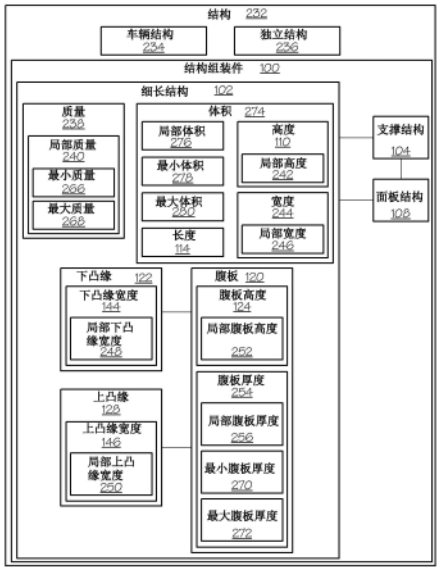 结构 232
车辆结构
234
独立结构
236
结构组装件 100
细长结构 102
质量
238
局部质量
240
最小质量
266
最大质量
268
体积 274
局部体积
276
最小体积
278
最大体积
280
长度
114
高度
110
局部高度
242
宽度
244
局部宽度
246
支撑结构
104
面板结构
108
下凸缘 122
下凸缘宽度
144
局部下凸
缘宽度
248
上凸缘
128
上凸缘宽度
146
局部上凸
缘宽度
250
腹板 120
腹板高度
124
局部腹板高度
252
腹板厚度
254
局部腹板厚度
256
最小腹板厚度
270
最大腹板厚度
272